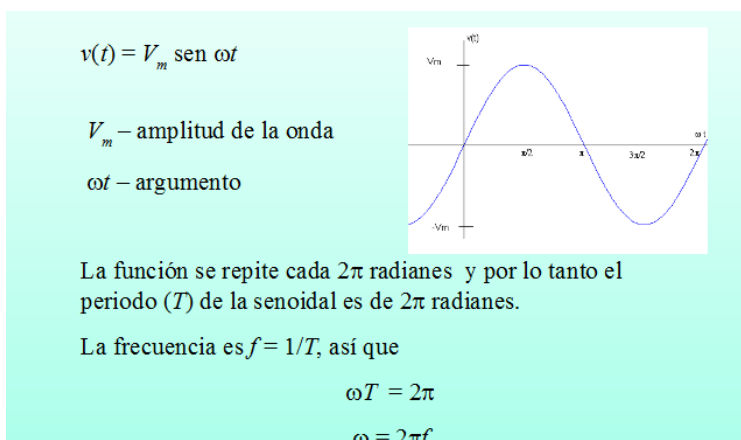 v(t) = Vm sen ωt
v(t)
Vm
Vm – amplitud de la onda
ω t
π/2
π
3π/2
2π
ωt – argumento
-Vm
La función se repite cada 2π radianes y por lo tanto el
periodo (T) de la senoidal es de 2π radianes.
La frecuencia es f = 1/T, así que
ωT = 2π
ω = 2πf